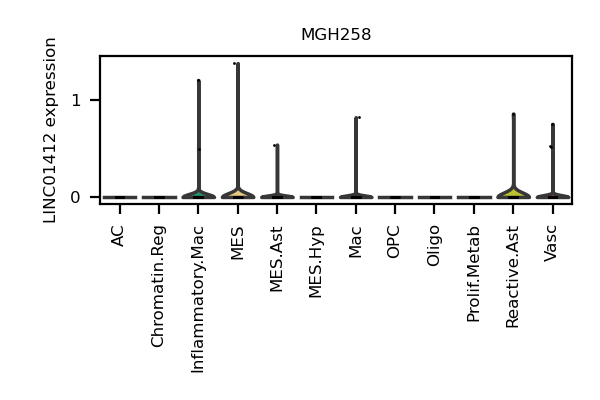 MGH258
LINC01412 expression
1
0
AC
Chromatin.Reg
Inflammatory.Mac
MES
MES.Ast
MES.Hyp
Mac
OPC
Oligo
Prolif.Metab
Reactive.Ast
Vasc